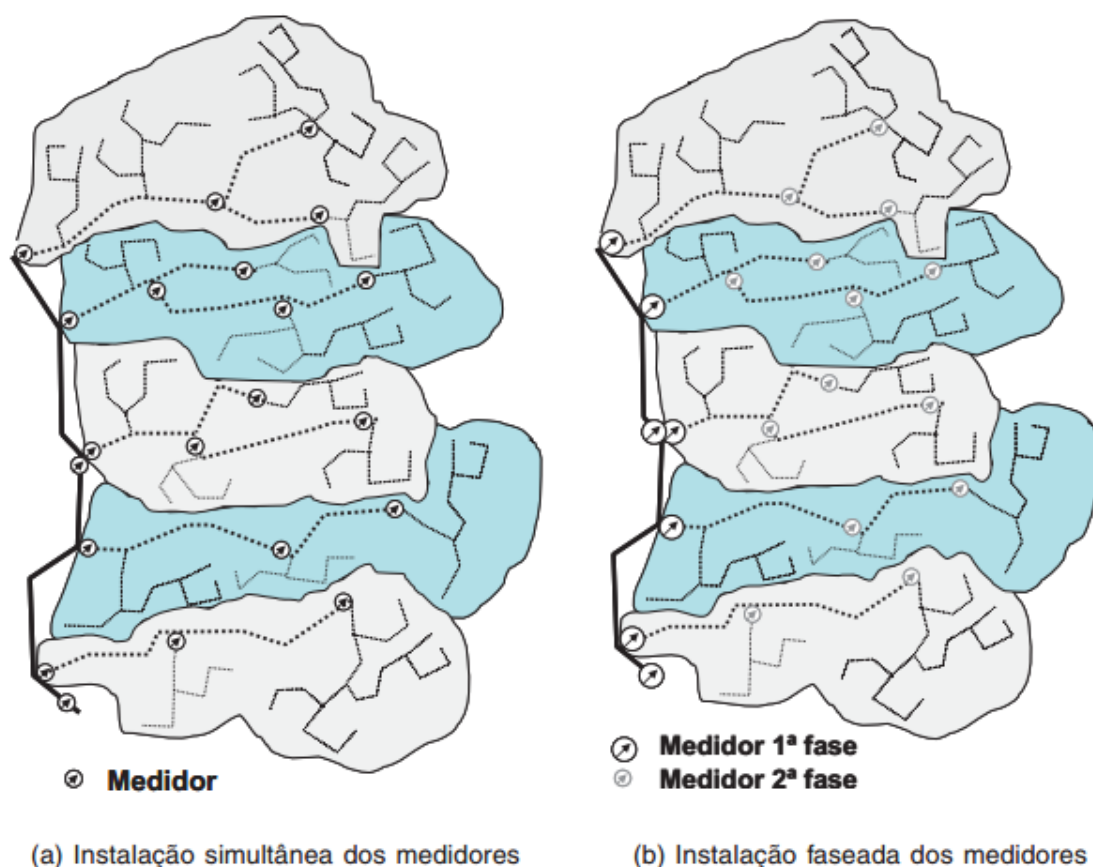 Medidor
Medidor 1ª fase
Medidor 2ª fase
(a) Instalação simultânea dos medidores
(b) Instalação faseada dos medidores